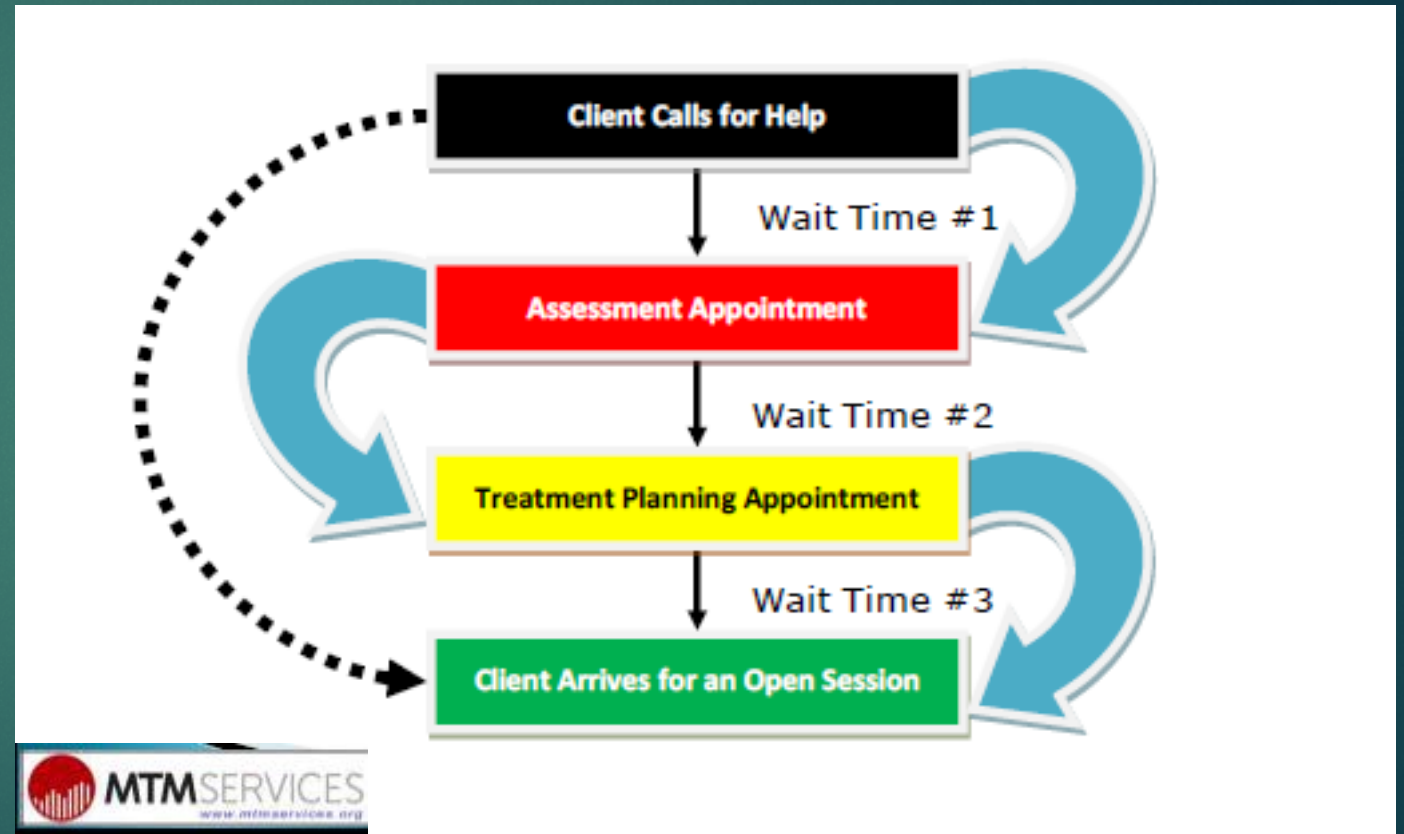 Client Calls for Help
Wait Time #1
Assessment Appointment
Wait Time #2
Treatment Planning Appointment
Wait Time #3
Client Arrives for an Open Session
MTMSERVICES
www.mtmservices.org